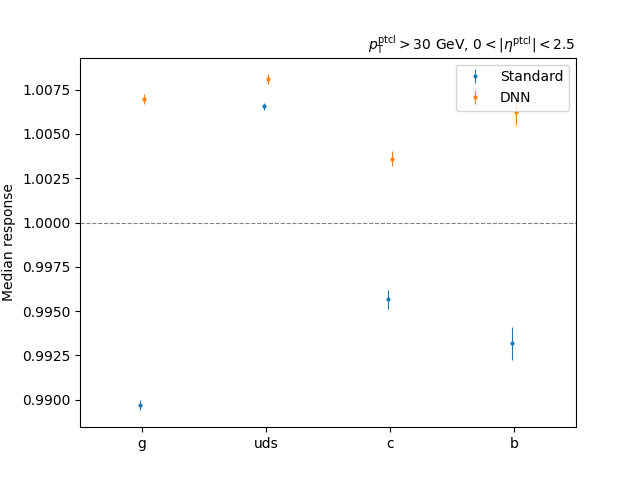 p_T^ptcl > 30 GeV, 0 < |η^ptcl| < 2.5
Standard
DNN
1.0075
1.0050
1.0025
1.0000
0.9975
0.9950
0.9925
0.9900
Median response
g uds c b